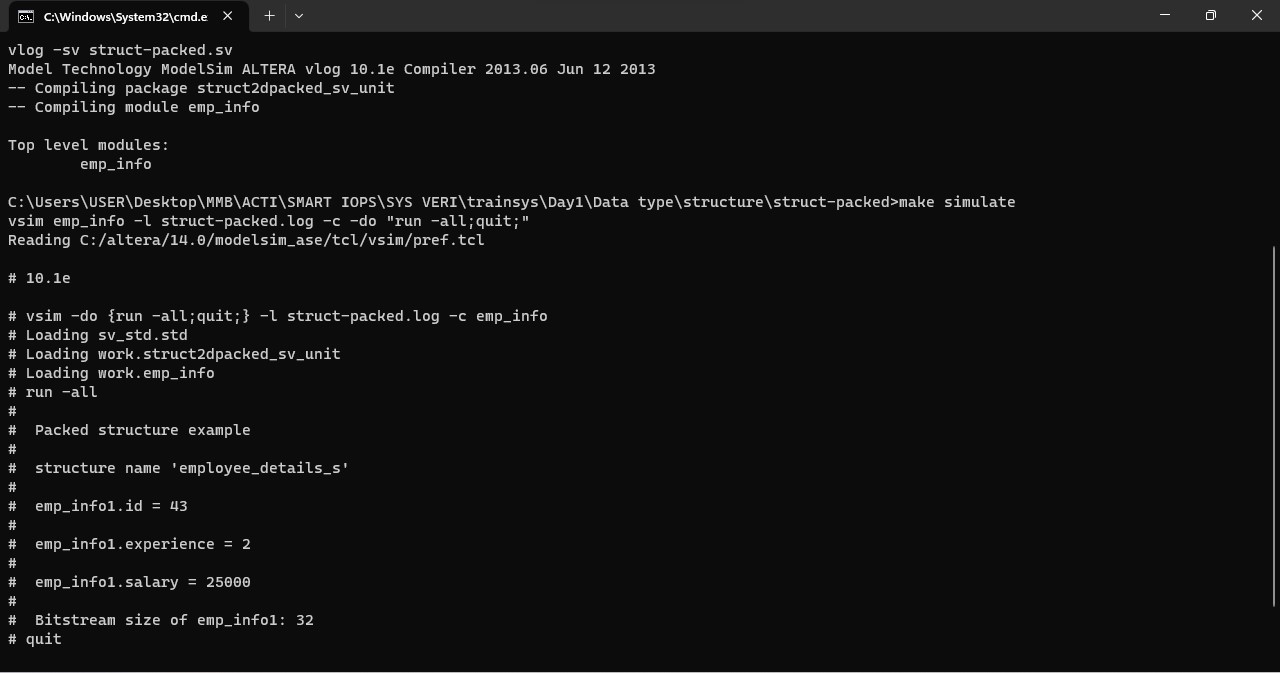 C:\Windows\System32\cmd.e
vlog -sv struct-packed.sv
Model Technology ModelSim ALTERA vlog 10.1e Compiler 2013.06 Jun 12 2013
-- Compiling package struct2dpacked_sv_unit
-- Compiling module emp_info
Top level modules:
emp_info
C:\Users\USER\Desktop\MMB\ACTI\SMART IOPS\SYS VERI\trainsys\Day1\Data type\structure\struct-packed>make simulate
vsim emp_info -l struct-packed.log -c -do "run -all;quit;"
Reading C:/altera/14.0/modelsim_ase/tcl/vsim/pref.tcl
# 10.1e
# vsim -do {run -all;quit;} -l struct-packed.log -c emp_info
# Loading sv_std.std
# Loading work.struct2dpacked_sv_unit
# Loading work.emp_info
# run -all
#
#  Packed structure example
#
#  structure name 'employee_details_s'
#
#  emp_info1.id = 43
#
#  emp_info1.experience = 2
#
#  emp_info1.salary = 25000
#
#  Bitstream size of emp_info1: 32
# quit